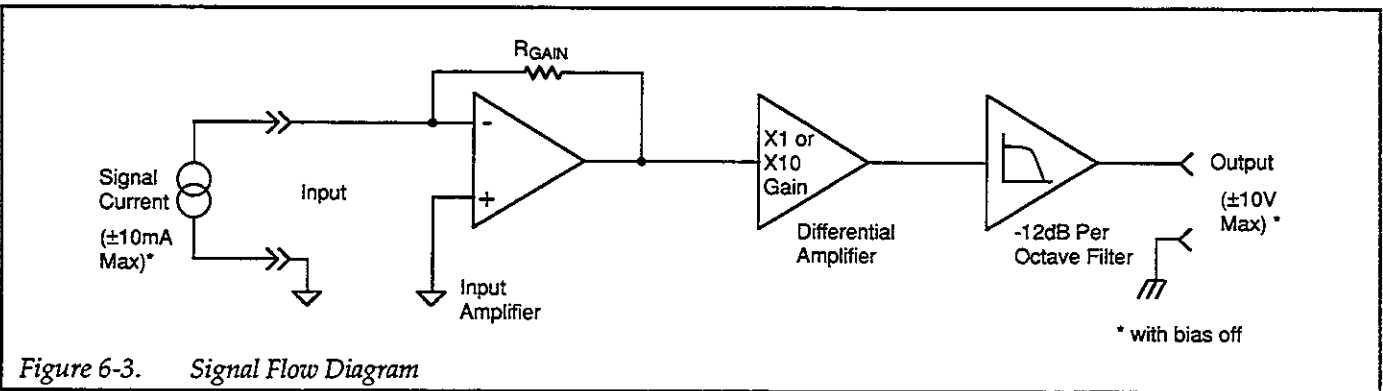 R_GAIN
-
+
Signal
Current
(±10mA
Max)*
Input
Input
Amplifier
X1 or
X10
Gain
Differential
Amplifier
-12dB Per
Octave Filter
Output
(±10V
Max) *
* with bias off
Figure 6-3. Signal Flow Diagram